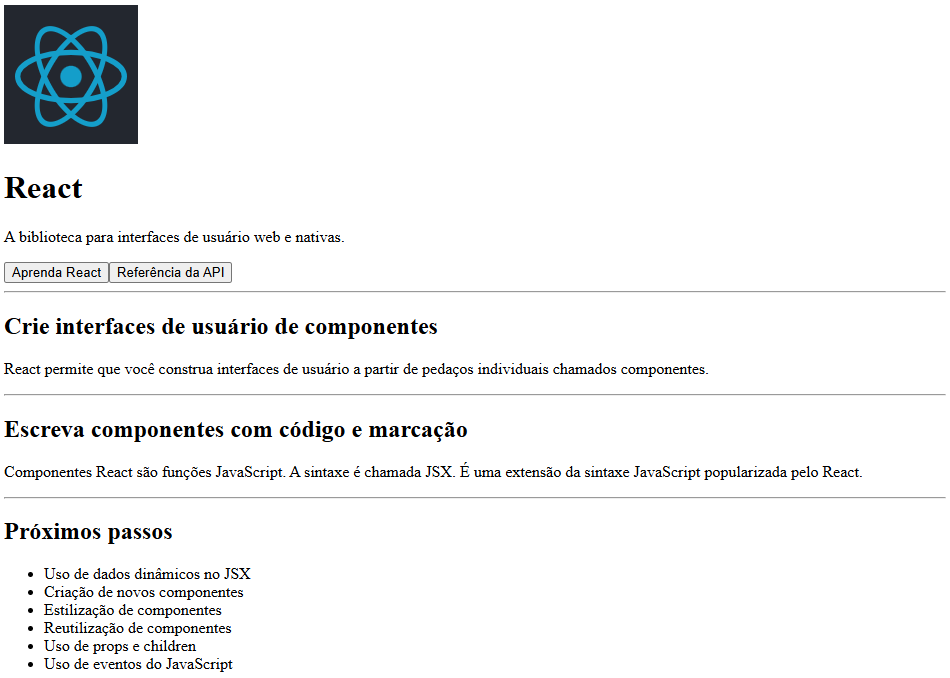 React
A biblioteca para interfaces de usuário web e nativas.
Aprenda React Referência da API
Crie interfaces de usuário de componentes
React permite que você construa interfaces de usuário a partir de pedaços individuais chamados componentes.
Escreva componentes com código e marcação
Componentes React são funções JavaScript. A sintaxe é chamada JSX. É uma extensão da sintaxe JavaScript popularizada pelo React.
Próximos passos
• Uso de dados dinâmicos no JSX
• Criação de novos componentes
• Estilização de componentes
• Reutilização de componentes
• Uso de props e children
• Uso de eventos do JavaScript